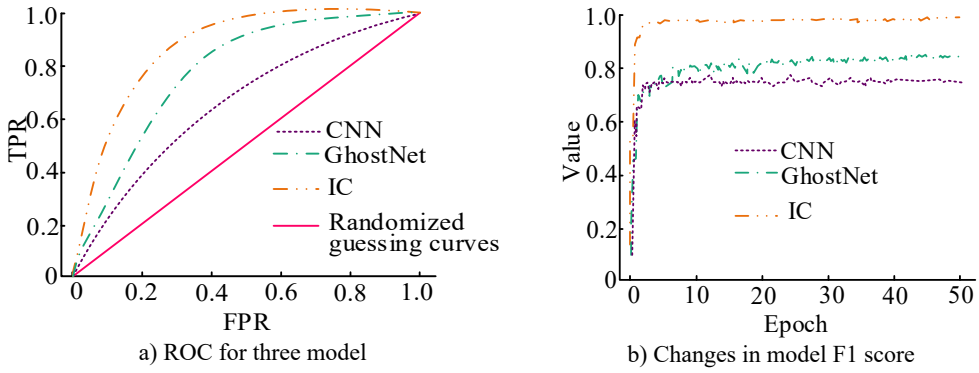 1.0
0.8
0.6
0.4
0.2
0
TPR
CNN
GhostNet
IC
Randomized
guessing curves
0 0.2 0.4 0.6 0.8 1.0
FPR
a) ROC for three model
1.0
0.8
0.6
0.4
0.2
0
Value
CNN
GhostNet
IC
0 10 20 30 40 50
Epoch
b) Changes in model F1 score